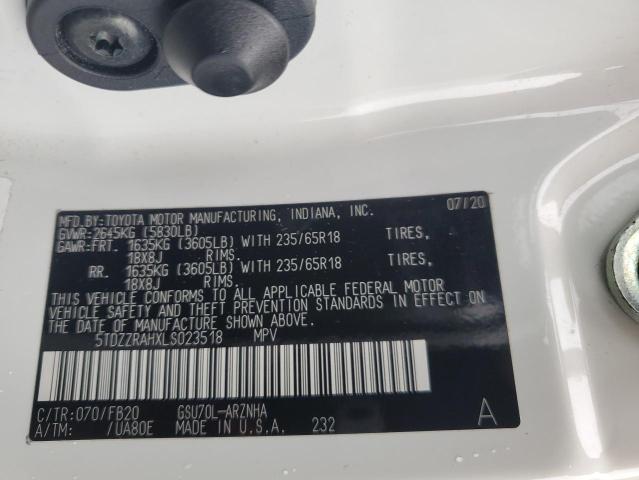 MFD.BY:TOYOTA MOTOR MANUFACTURING, INDIANA, INC. 07/20
GVWR:2645KG (5830LB)
GAWR:FRT. 1635KG (3605LB) WITH 235/65R18 TIRES,
18X8J RIMS.
RR. 1635KG (3605LB) WITH 235/65R18 TIRES,
18X8J RIMS.
THIS VEHICLE CONFORMS TO ALL APPLICABLE FEDERAL MOTOR
VEHICLE SAFETY AND THEFT PREVENTION STANDARDS IN EFFECT ON
THE DATE OF MANUFACTURE SHOWN ABOVE.
5TDZZRAHXLS023518 MPV
C/TR:070/FB20 GSU70L-ARZNHA
A/TM: /UA80E MADE IN U.S.A. 232 A